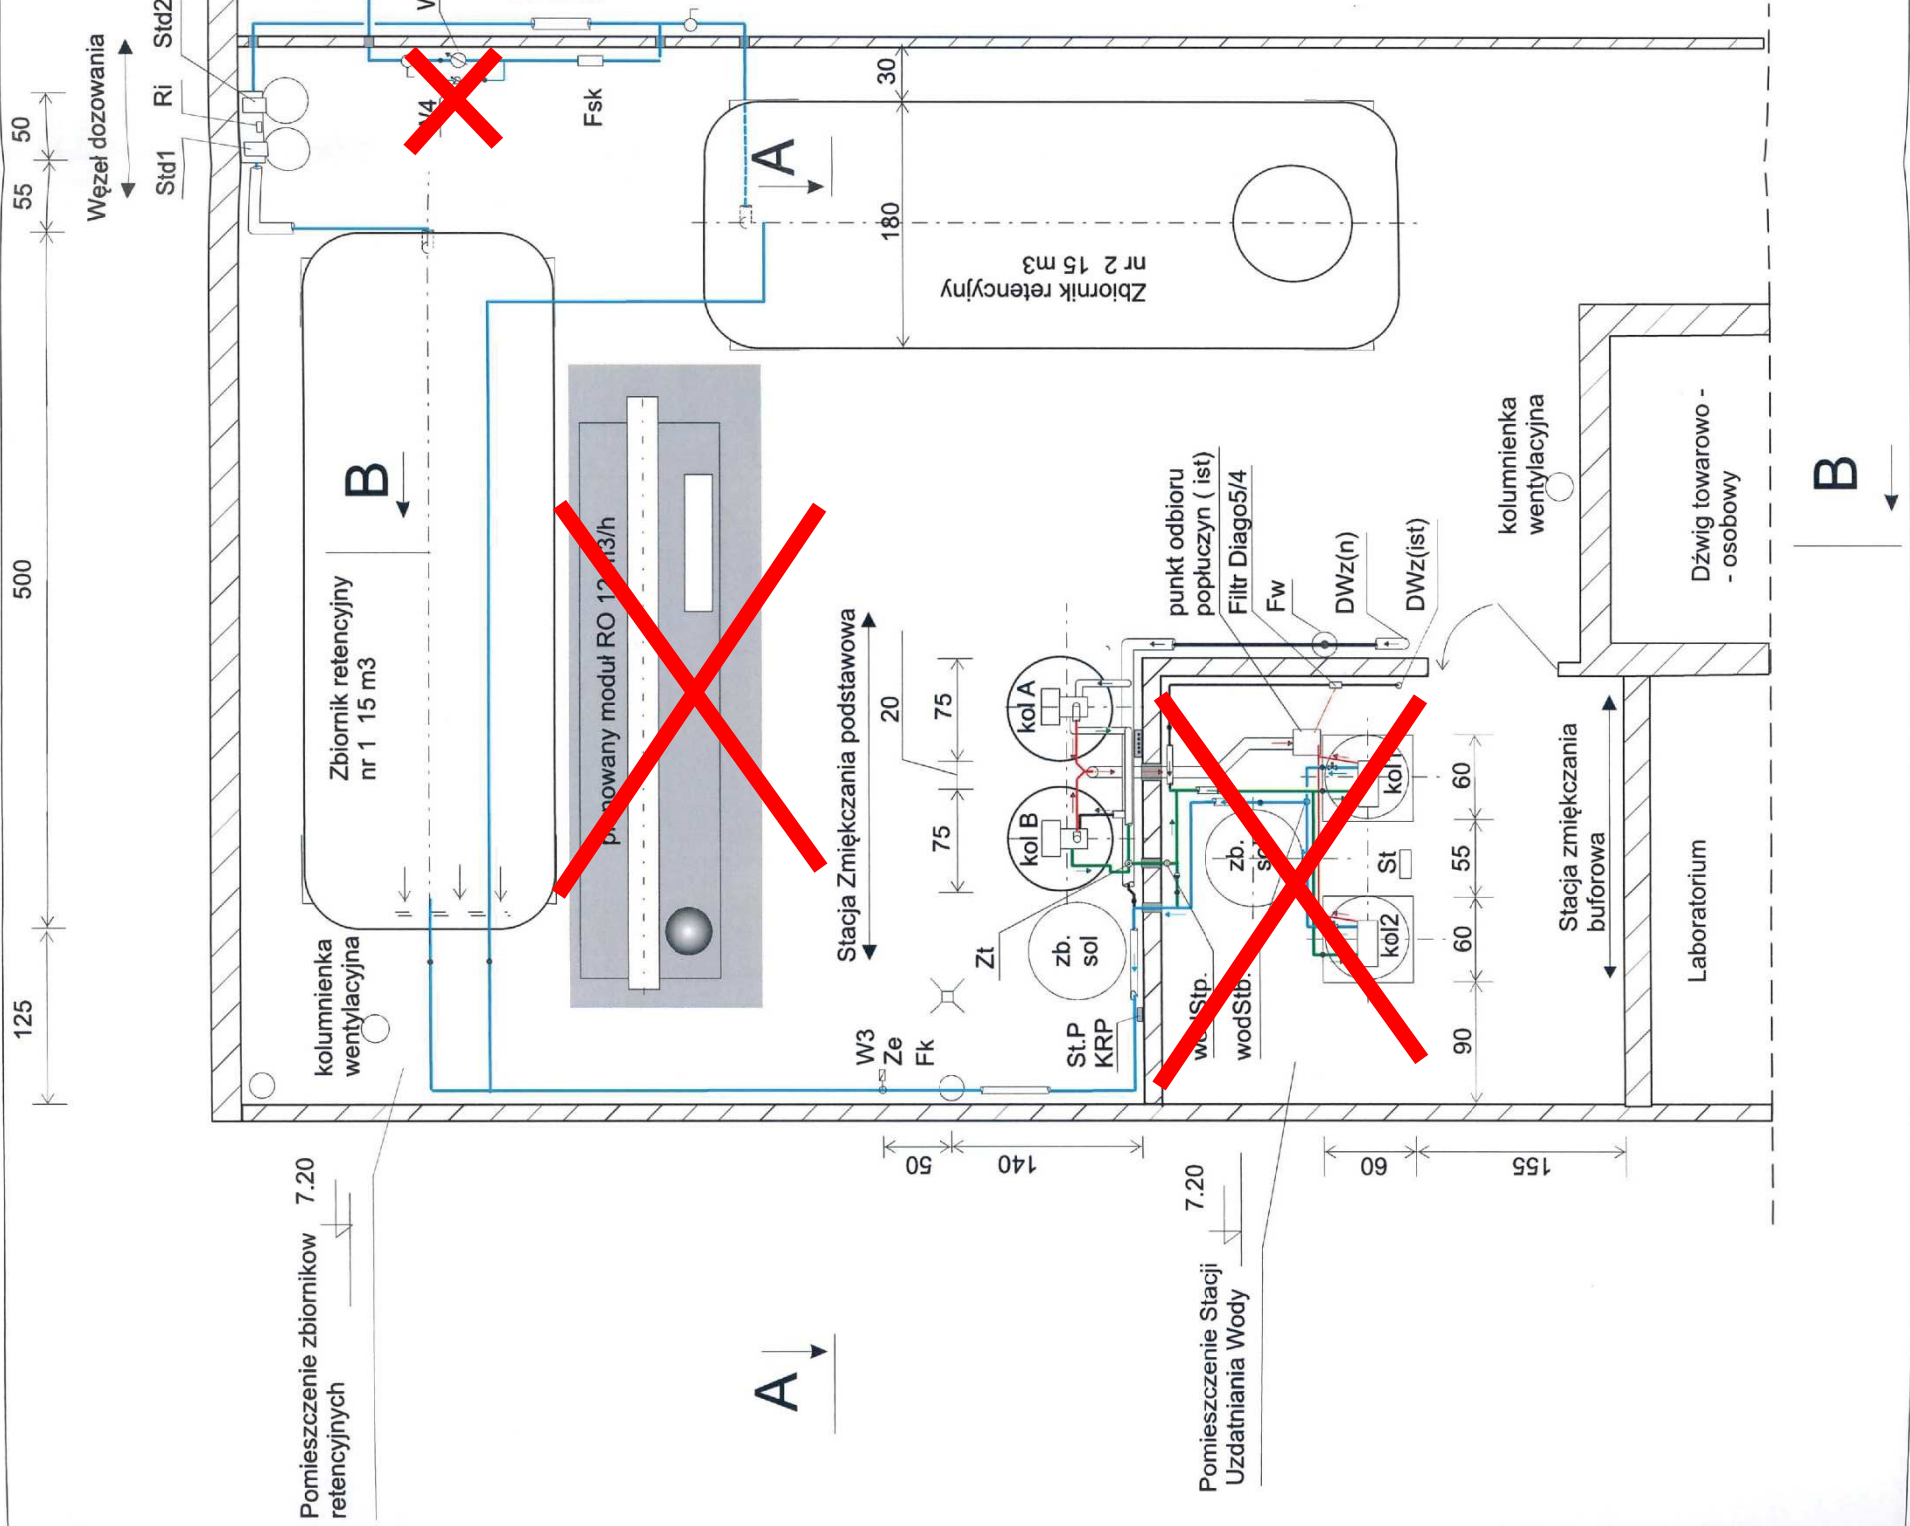 Węzeł dozowania
Std1
Ri
Std2
Fsk
50
55
500
125
30
180
A
Zbiornik retencyjny
nr 2 15 m3
B
Zbiornik retencyjny
nr 1 15 m3
kolumienka
wentylacyjna
Stacja Zmiękczania podstawowa
20
75
75
kol A
kol B
Zt
zb.
sol
W3
Ze
Fk
St.P
KRP
punkt odbioru
popłuczyn ( ist)
Filtr Diago5/4
Fw
DWz(n)
DWz(ist)
kolumienka
wentylacyjna
Dźwig towarowo -
- osobowy
B
zb.
kol2
St
60
55
60
90
Stacja zmiękczania
buforowa
Laboratorium
wodStb.
50
140
60
155
Pomieszczenie zbiornikow
retencyjnych
7.20
A
Pomieszczenie Stacji
Uzdatniania Wody
7.20